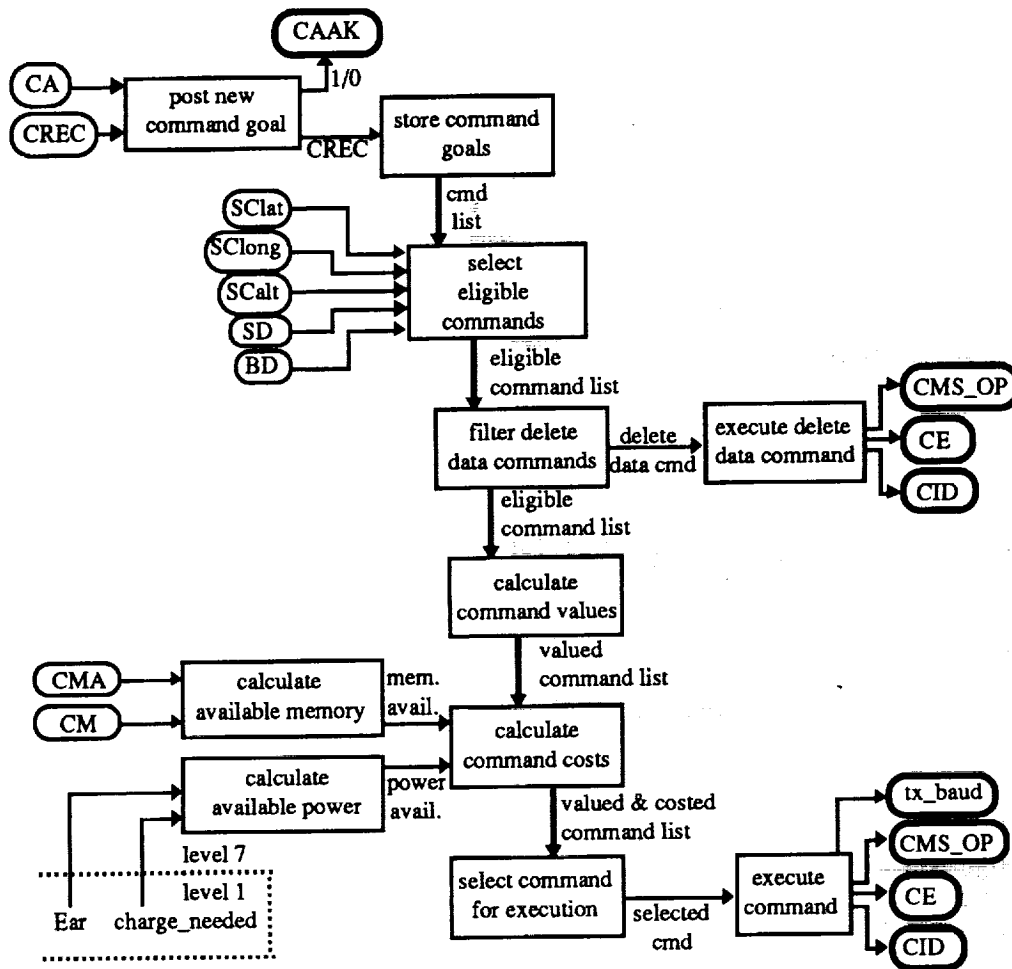 CAAK
1/0
CA
CREC
post new
command goal
CREC
store command
goals
cmd
list
SClat
SClong
SCalt
SD
BD
select
eligible
commands
eligible
command list
filter delete
data commands
delete
data cmd
execute delete
data command
CMS_OP
CE
CID
eligible
command list
calculate
command values
valued
command list
CMA
CM
calculate
available memory
mem.
avail.
calculate
command costs
calculate
available power
power
avail.
level 7
level 1
Ear
charge_needed
valued & costed
command list
select command
for execution
selected
cmd
execute
command
tx_baud
CMS_OP
CE
CID